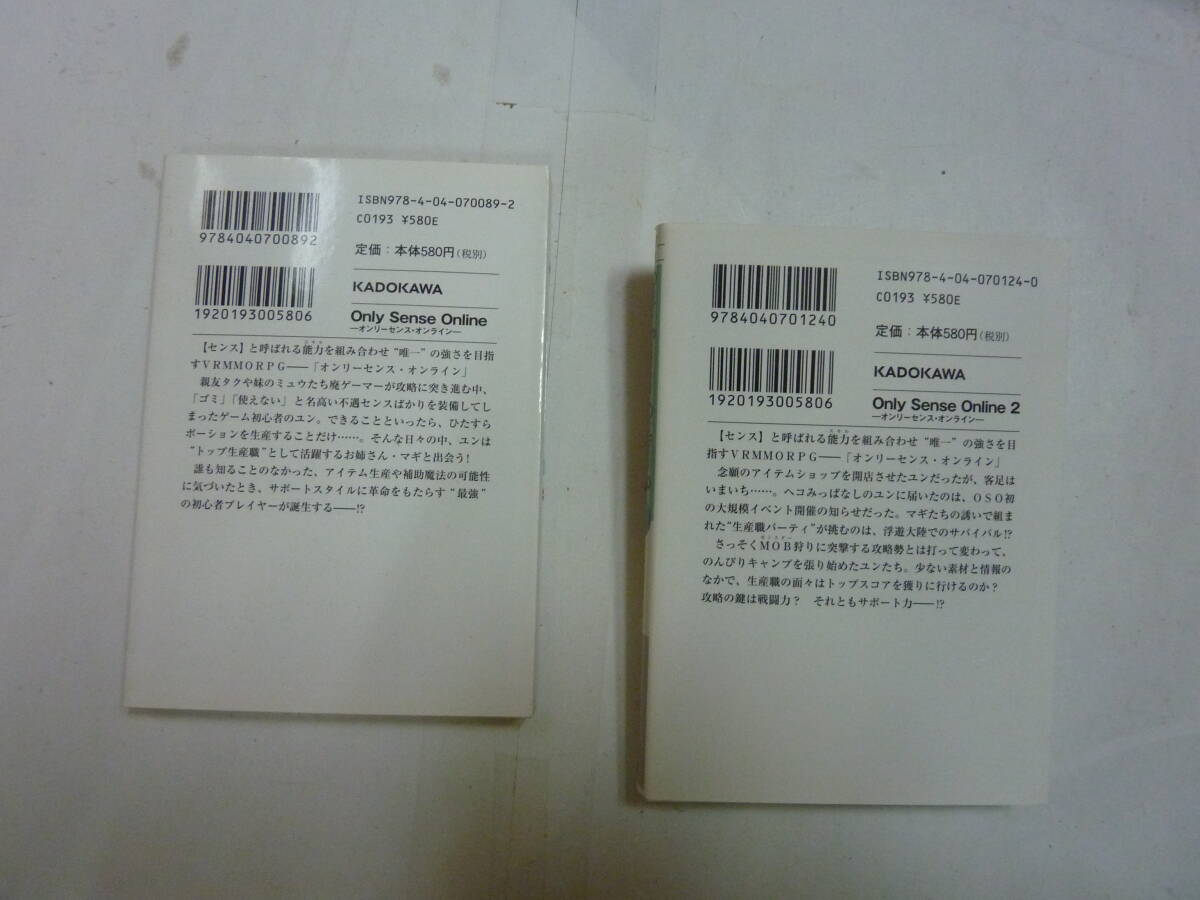 ISBN978-4-04-070089-2
C0193 ¥580E
9784040700892
定価：本体580円(税別)
1920193005806
KADOKAWA
Only Sense Online
―オンリーセンス・オンライン―
【センス】と呼ばれる能力を組み合わせ“唯一”の強さを目指
すＶＲＭＭＯＲＰＧ――「オンリーセンス・オンライン」
親友タクや妹のミュウたち廃ゲーマーが攻略に突き進む中、
「ゴミ」「使えない」と名高い不遇センスばかりを装備してし
まったゲーム初心者のユン。できることといったら、ひたすら
ポーションを生産することだけ……。そんな日々の中、ユンは
“トップ生産職”として活躍するお姉さん・マギと出会う!
誰も知ることのなかった、アイテム生産や補助魔法の可能性
に気づいたとき、サポートスタイルに革命をもたらす“最強”
の初心者プレイヤーが誕生する――!?
ISBN978-4-04-070124-0
C0193 ¥580E
9784040701240
定価：本体580円(税別)
1920193005806
KADOKAWA
Only Sense Online 2
―オンリーセンス・オンライン―
【センス】と呼ばれる能力を組み合わせ“唯一”の強さを目
指すＶＲＭＭＯＲＰＧ――「オンリーセンス・オンライン」
念願のアイテムショップを開店させたユンだったが、客足は
いまいち……。ヘコみっぱなしのユンに届いたのは、ＯＳＯ初
の大規模イベント開催の知らせだった。マギたちの誘いで組ま
れた“生産職パーティ”が挑むのは、浮遊大陸でのサバイバル!?
さっそくＭＯＢ狩りに突撃する攻略勢とは打って変わって、
のんびりキャンプを張り始めたユンたち。少ない素材と情報の
なかで、生産職の面々はトップスコアを獲りに行けるのか？
攻略の鍵は戦闘力？　それともサポート力――!?